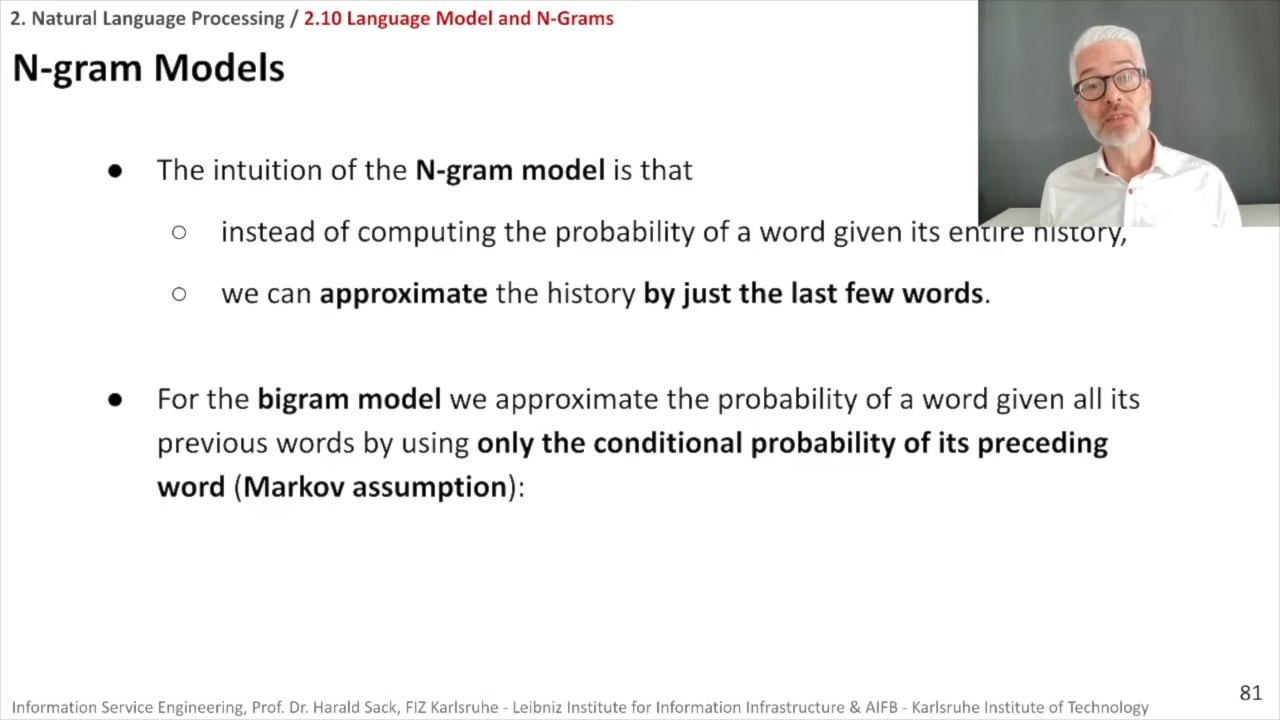 2. Natural Language Processing / 2.10 Language Model and N-Grams
N-gram Models
● The intuition of the N-gram model is that
○ instead of computing the probability of a word given its entire history,
○ we can approximate the history by just the last few words.
● For the bigram model we approximate the probability of a word given all its
previous words by using only the conditional probability of its preceding
word (Markov assumption):
81
Information Service Engineering, Prof. Dr. Harald Sack, FIZ Karlsruhe - Leibniz Institute for Information Infrastructure & AIFB - Karlsruhe Institute of Technology